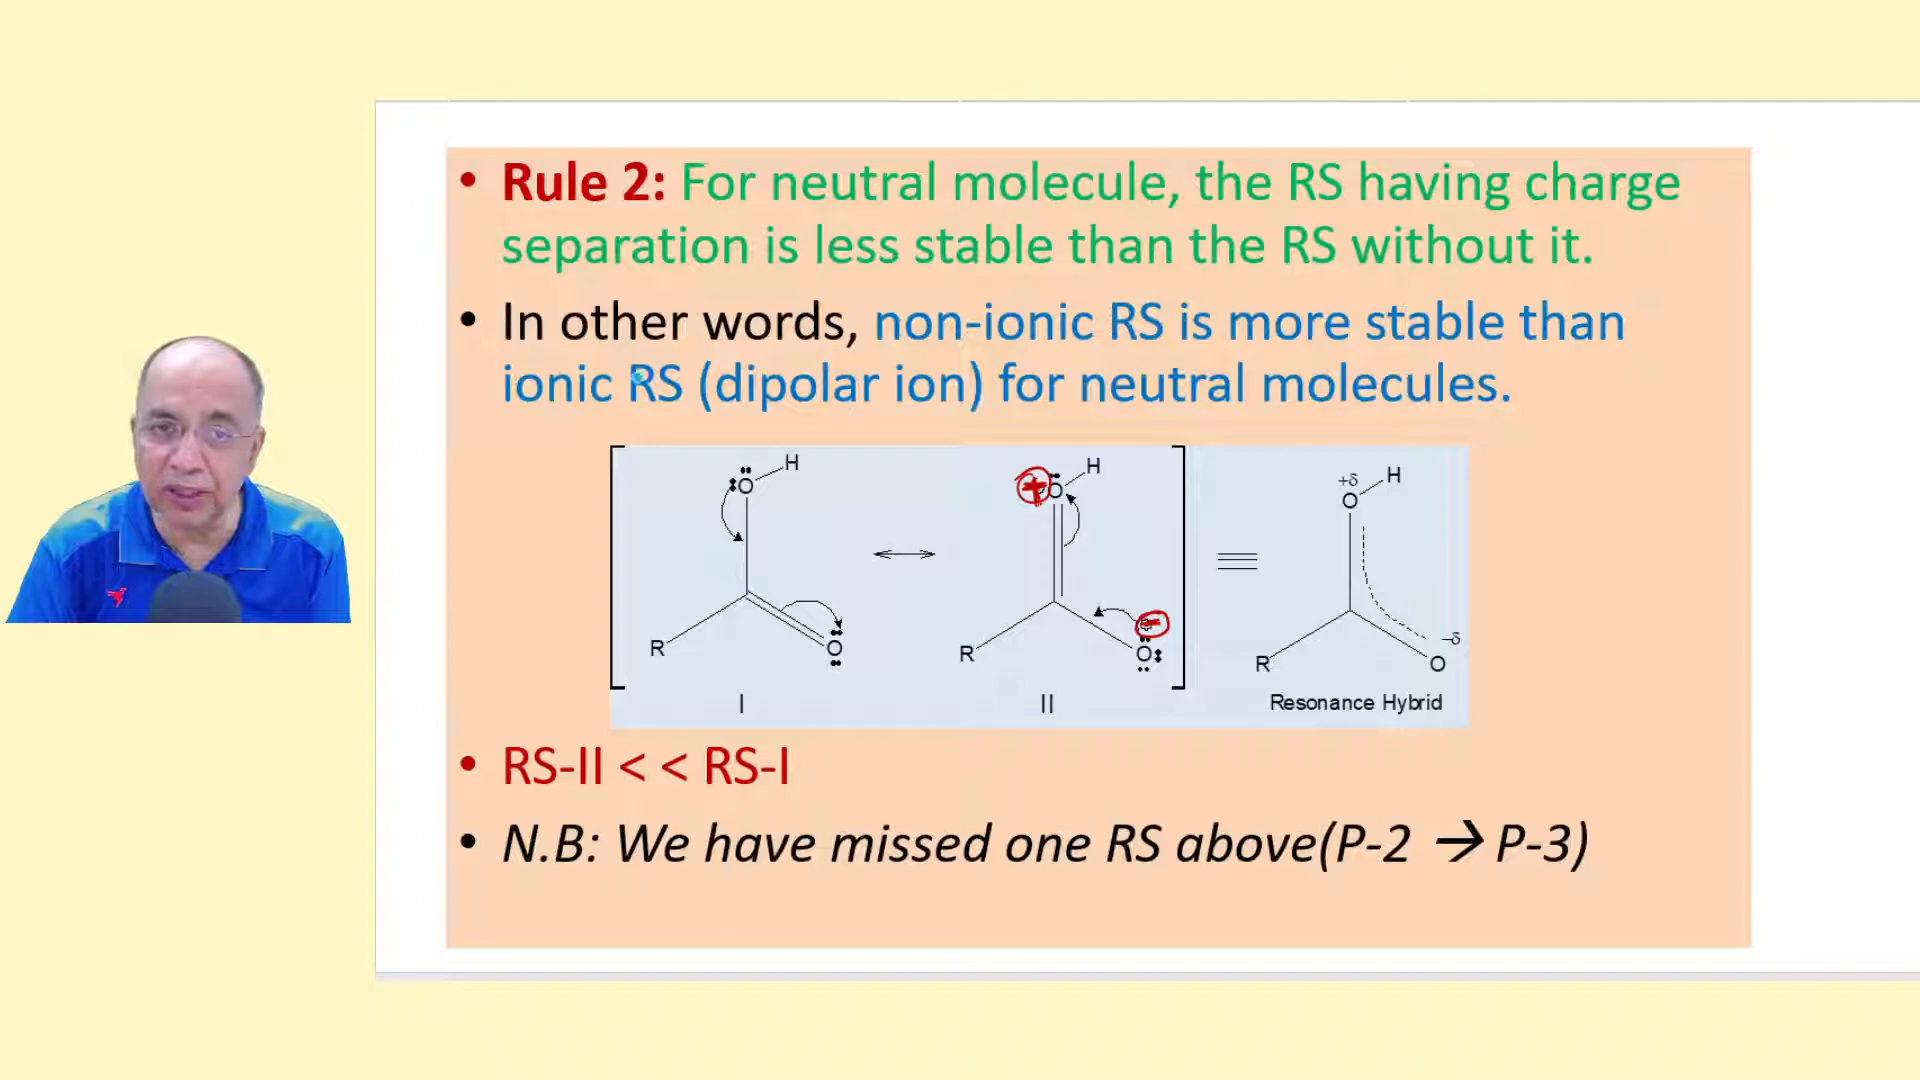 • Rule 2: For neutral molecule, the RS having charge
separation is less stable than the RS without it.
• In other words, non-ionic RS is more stable than
ionic RS (dipolar ion) for neutral molecules.
O H
R O
I
+ O H
R O −
II
+δ
O H
R O −δ
Resonance Hybrid
• RS-II < < RS-I
• N.B: We have missed one RS above(P-2 → P-3)